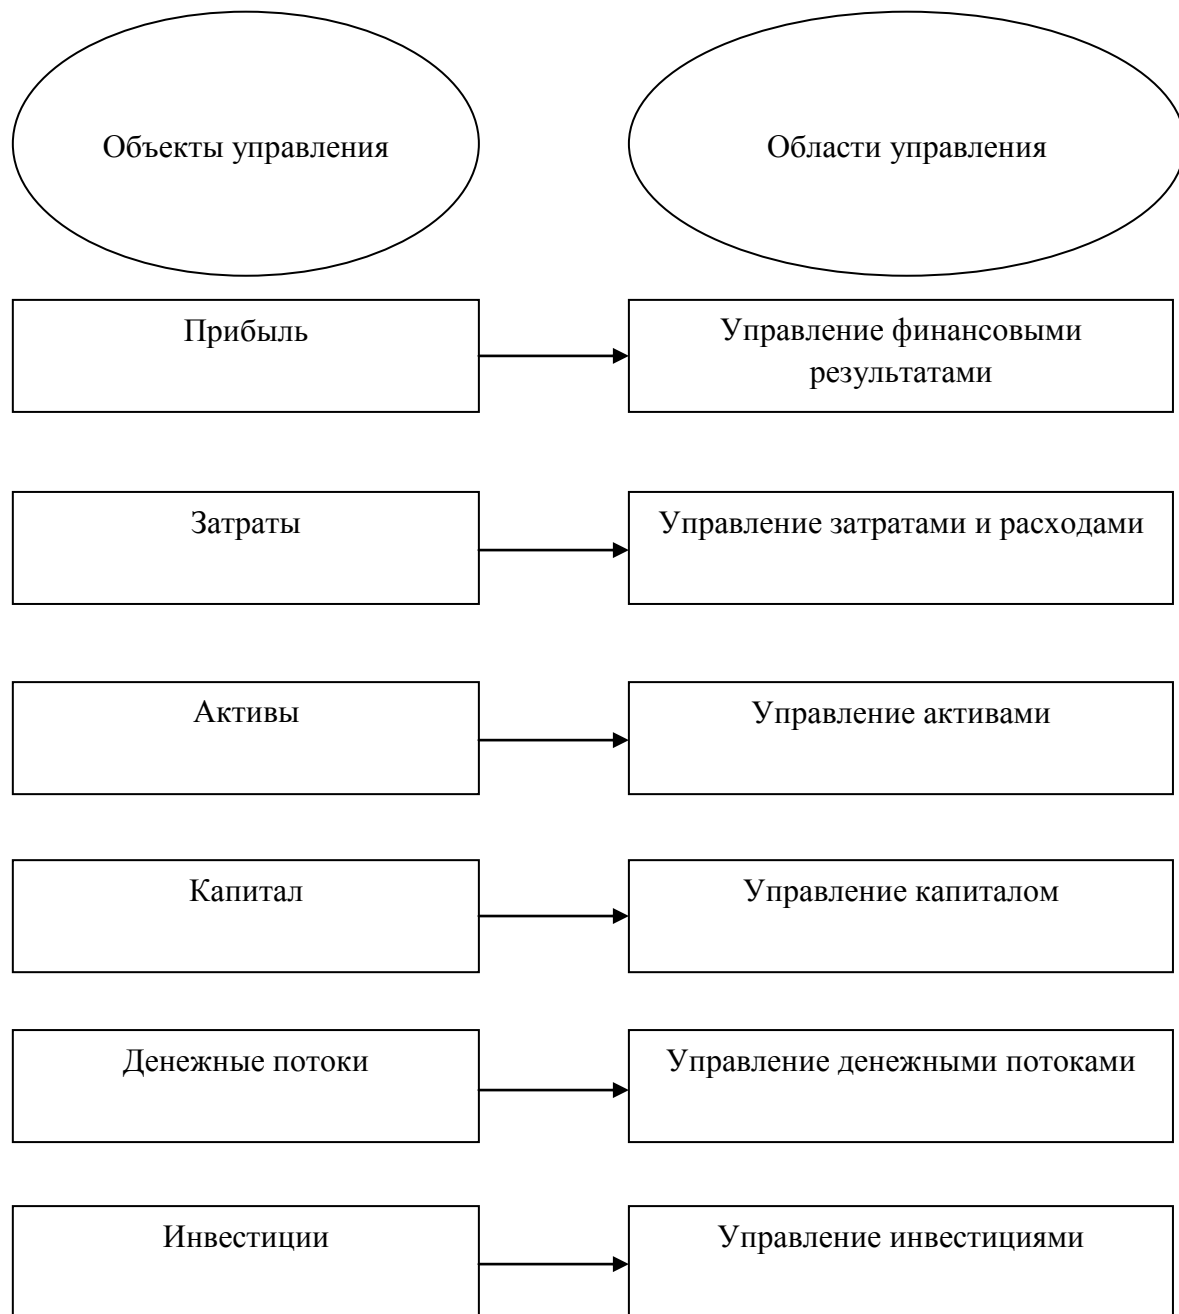 Объекты управления
Области управления
Прибыль
Управление финансовыми
результатами
Затраты
Управление затратами и расходами
Активы
Управление активами
Капитал
Управление капиталом
Денежные потоки
Управление денежными потоками
Инвестиции
Управление инвестициями